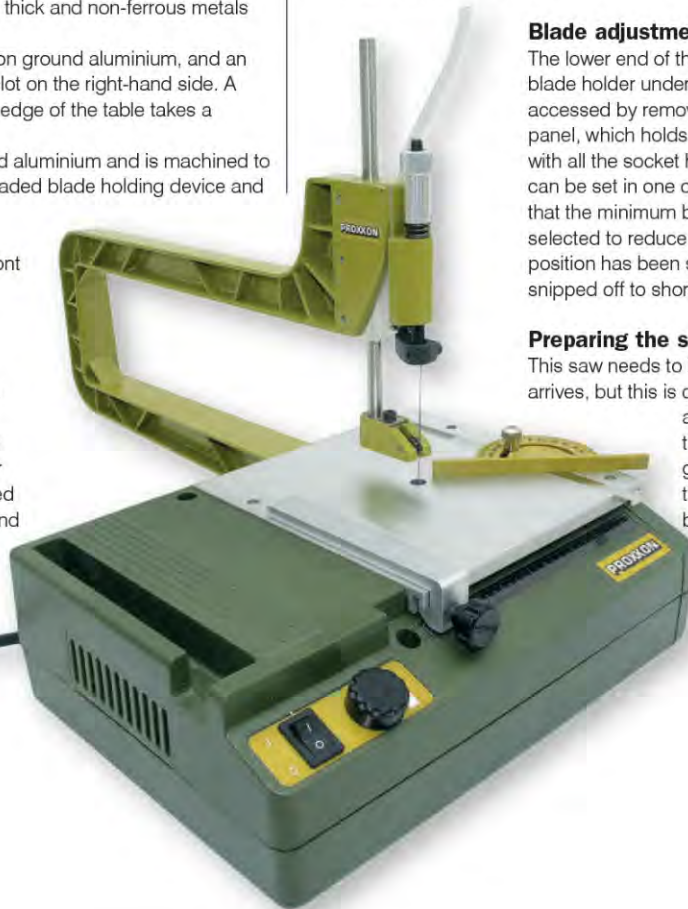 thick and non-ferrous metals
on ground aluminium, and an
lot on the right-hand side. A
edge of the table takes a
d aluminium and is machined to
eaded blade holding device and
ont
ed
nd
Blade adjustme
The lower end of th
blade holder under
accessed by remov
panel, which holds
with all the socket h
can be set in one o
that the minimum b
selected to reduce
position has been s
snipped off to shor
Preparing the s
This saw needs to
arrives, but this is o
a
t
g
t
b
PROXXON
PROXXON